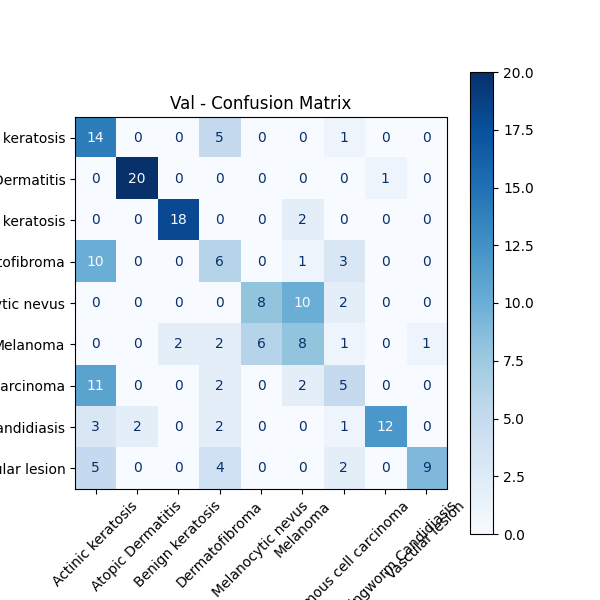 Val - Confusion Matrix
keratosis 14 0 0 5 0 0 1 0 0
Dermatitis 0 20 0 0 0 0 0 1 0
keratosis 0 0 18 0 0 2 0 0 0
tofibroma 10 0 0 6 0 1 3 0 0
ytic nevus 0 0 0 0 8 10 2 0 0
Melanoma 0 0 2 2 6 8 1 0 1
arcinoma 11 0 0 2 0 2 5 0 0
andidiasis 3 2 0 2 0 0 1 12 0
ular lesion 5 0 0 4 0 0 2 0 9
Actinic keratosis
Atopic Dermatitis
Benign keratosis
Dermatofibroma
Melanocytic nevus
Melanoma
mous cell carcinoma
ngworm Candidiasis
Vascular lesion
20.0
17.5
15.0
12.5
10.0
7.5
5.0
2.5
0.0